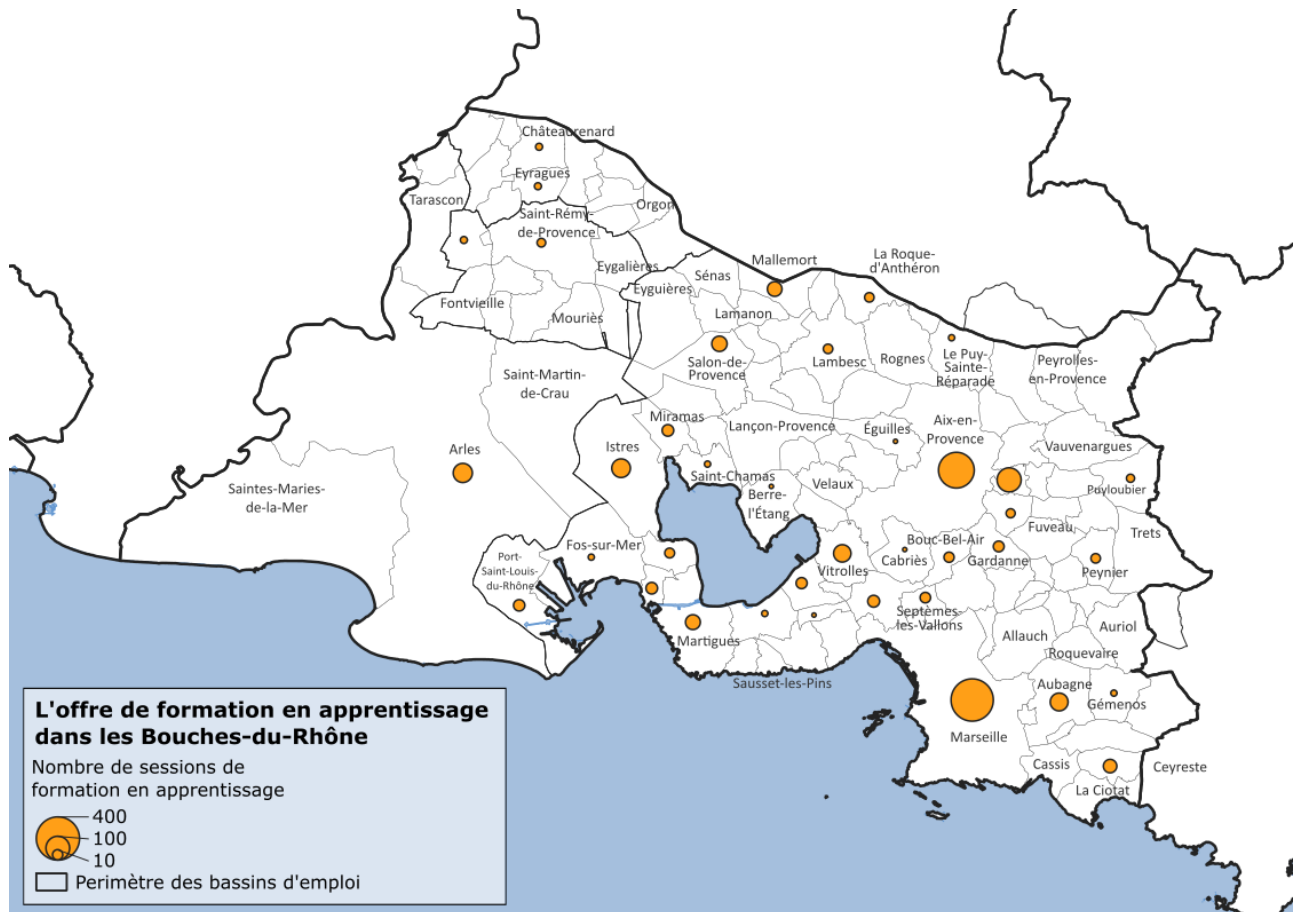 Châteaurenard
Eyragues
Tarascon
Orgon
Saint-Rémy-
de-Provence
La Roque-
d'Anthéron
Mallemort
Eygalières
Sénas
Eyguières
Fontvieille
Mouriès
Lamanon
Salon-de-
Provence
Lambesc
Rognes
Le Puy-
Sainte-
Réparade
Peyrolles-
en-Provence
Saint-Martin-
de-Crau
Miramas
Lançon-Provence
Éguilles
Aix-en-
Provence
Vauvenargues
Arles
Istres
Saint-Chamas
Velaux
Puyloubier
Saintes-Maries-
de-la-Mer
Berre-
l'Étang
Fuveau
Trets
Fos-sur-Mer
Bouc-Bel-Air
Port-
Saint-Louis-
du-Rhône
Vitrolles
Cabriès
Gardanne
Peynier
Septèmes-
les-Vallons
Martigues
Allauch
Auriol
Roquevaire
Sausset-les-Pins
Aubagne
Gémenos
Marseille
Cassis
Ceyreste
La Ciotat
L'offre de formation en apprentissage
dans les Bouches-du-Rhône
Nombre de sessions de
formation en apprentissage
400
100
10
Perimètre des bassins d'emploi